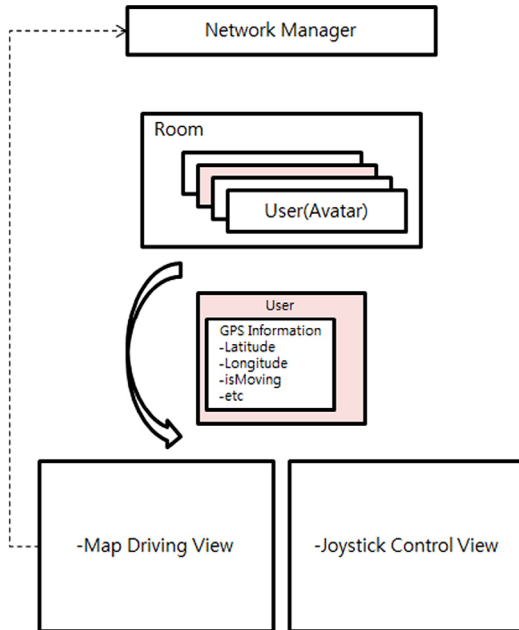 Network Manager
Room
User(Avatar)
User
GPS Information
-Latitude
-Longitude
-isMoving
-etc
-Map Driving View
-Joystick Control View